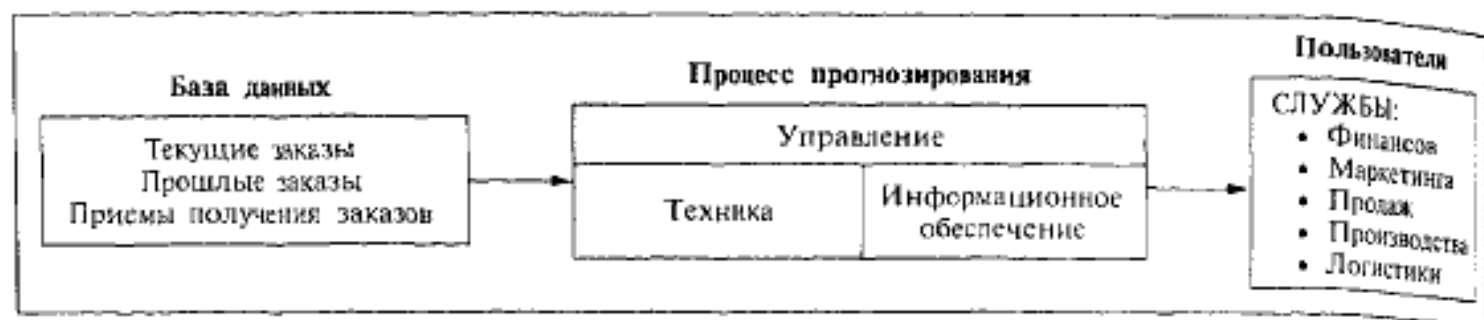 База данных
Текущие заказы
Прошлые заказы
Приемы получения заказов
Процесс прогнозирования
Управление
Техника
Информационное
обеспечение
Пользователи
СЛУЖБЫ:
• Финансов
• Маркетинга
• Продаж
• Производства
• Логистики